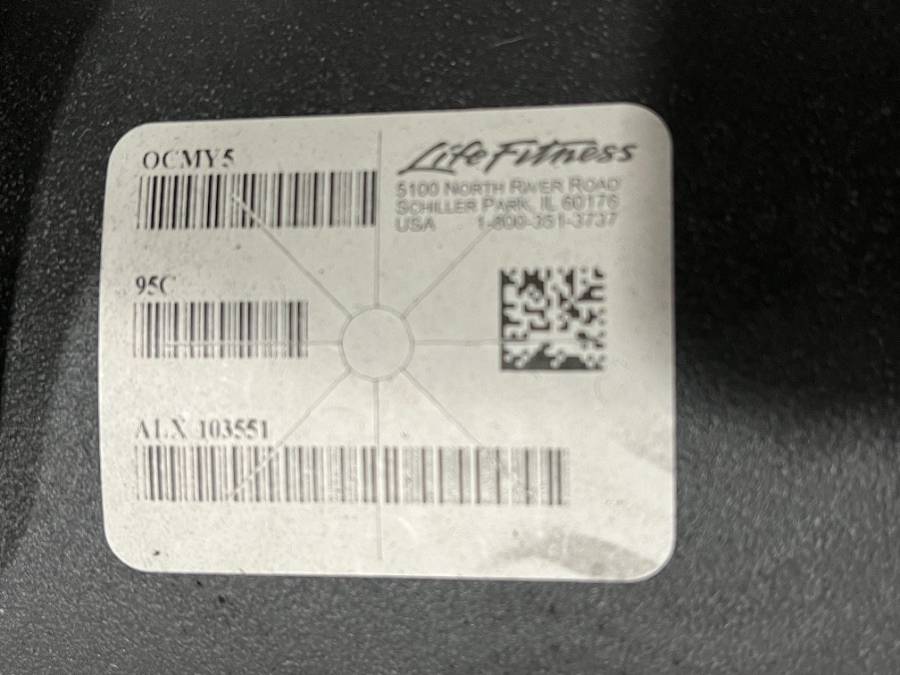 OCMY5
LifeFitness
5100 NORTH RIVER ROAD
SCHILLER PARK, IL 60176
USA 1-800-351-3737
95C
ALX 103551